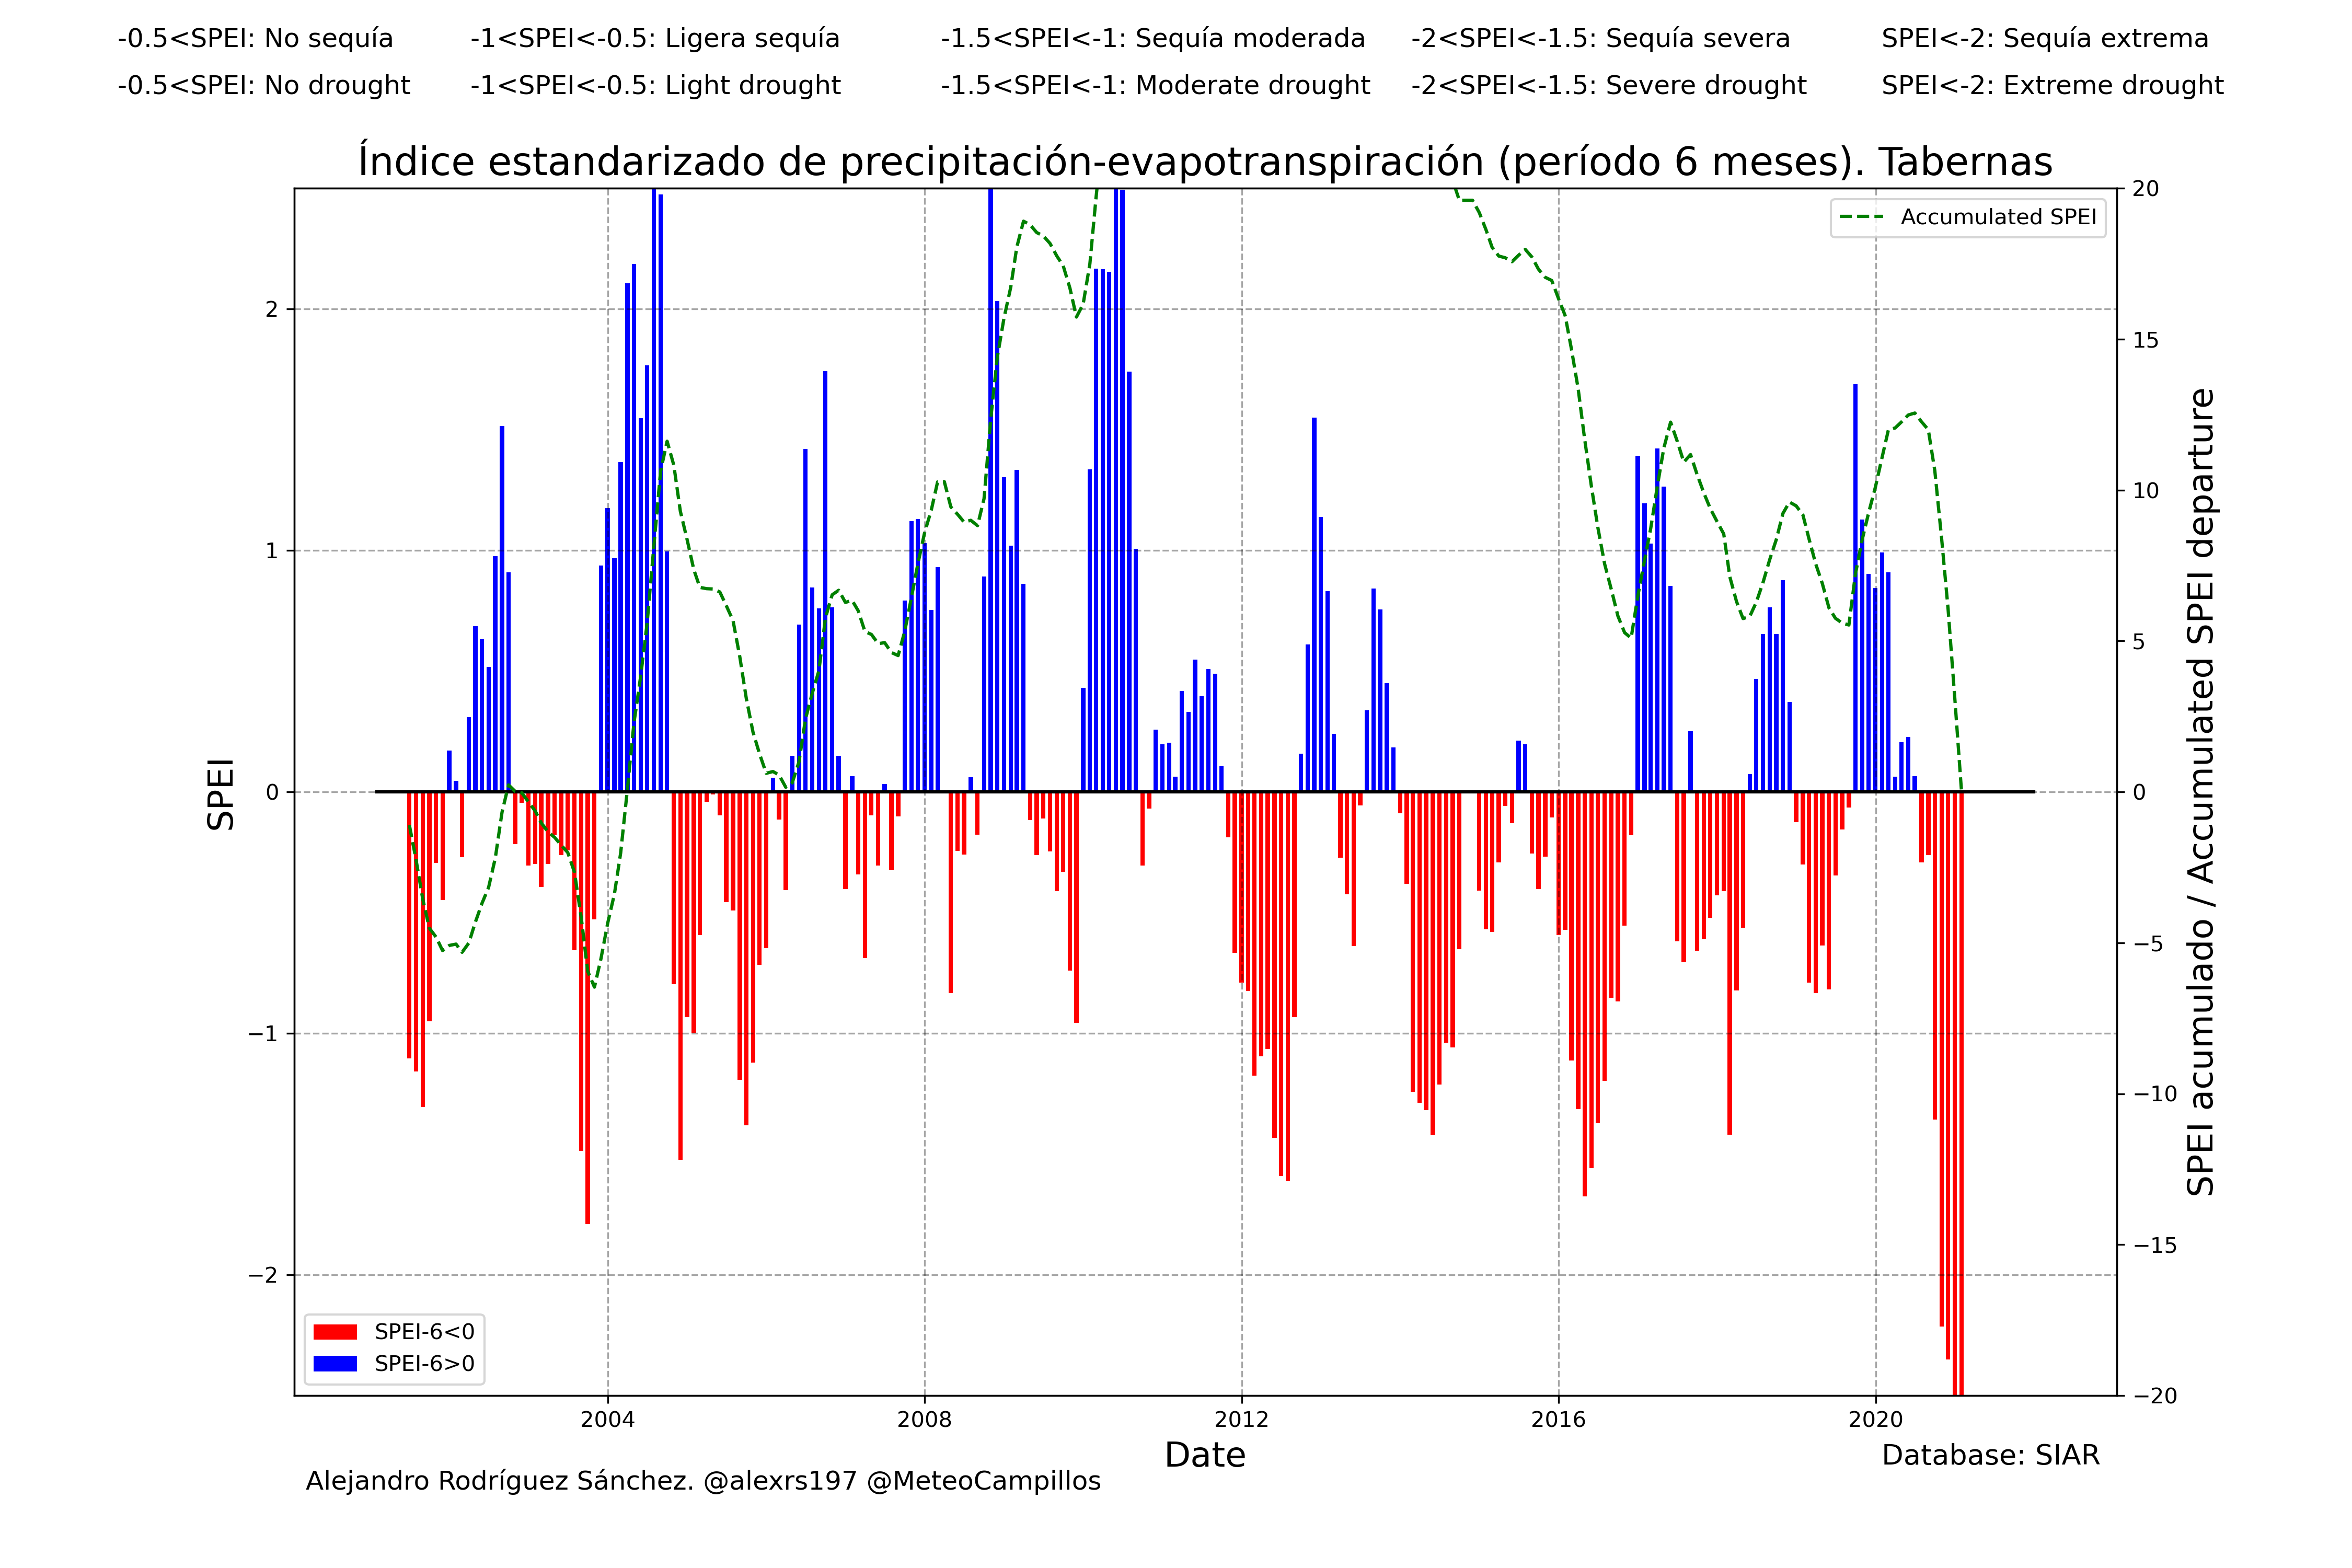 -0.5<SPEI: No sequía -1<SPEI<-0.5: Ligera sequía -1.5<SPEI<-1: Sequía moderada -2<SPEI<-1.5: Sequía severa SPEI<-2: Sequía extrema
-0.5<SPEI: No drought -1<SPEI<-0.5: Light drought -1.5<SPEI<-1: Moderate drought -2<SPEI<-1.5: Severe drought SPEI<-2: Extreme drought
Índice estandarizado de precipitación-evapotranspiración (período 6 meses). Tabernas
Accumulated SPEI
SPEI
2
1
0
−1
−2
20
15
10
5
0
−5
−10
−15
−20
SPEI acumulado / Accumulated SPEI departure
SPEI-6<0
SPEI-6>0
2004 2008 2012 2016 2020
Date
Database: SIAR
Alejandro Rodríguez Sánchez. @alexrs197 @MeteoCampillos